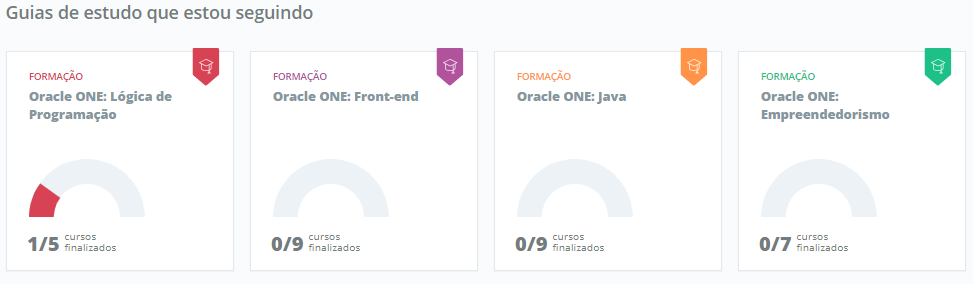 Guias de estudo que estou seguindo
FORMAÇÃO
Oracle ONE: Lógica de
Programação
1/5 cursos
finalizados
FORMAÇÃO
Oracle ONE: Front-end
0/9 cursos
finalizados
FORMAÇÃO
Oracle ONE: Java
0/9 cursos
finalizados
FORMAÇÃO
Oracle ONE:
Empreendedorismo
0/7 cursos
finalizados